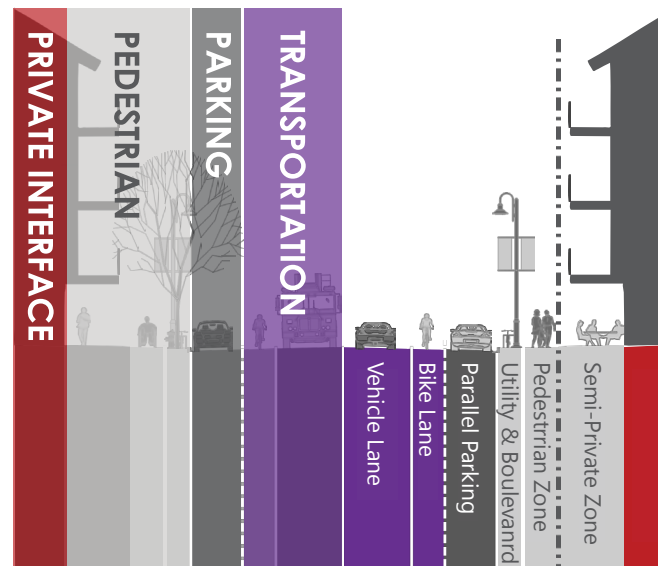 PRIVATE INTERFACE
PEDESTRIAN
PARKING
TRANSPORTATION
Vehicle Lane
Bike Lane
Parallel Parking
Utility & Boulevanrd
Pedestrrian Zone
Semi-Private Zone